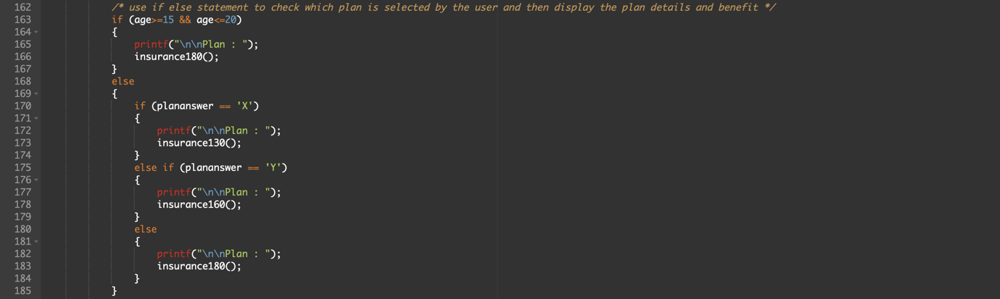 162 /* use if else statement to check which plan is selected by the user and then display the plan details and benefit */
163 if (age>=15 && age<=20)
164 {
165 printf("\n\nPlan : ");
166 insurance180();
167 }
168 else
169 {
170 if (plananswer == 'X')
171 {
172 printf("\n\nPlan : ");
173 insurance130();
174 }
175 else if (plananswer == 'Y')
176 {
177 printf("\n\nPlan : ");
178 insurance160();
179 }
180 else
181 {
182 printf("\n\nPlan : ");
183 insurance180();
184 }
185 }